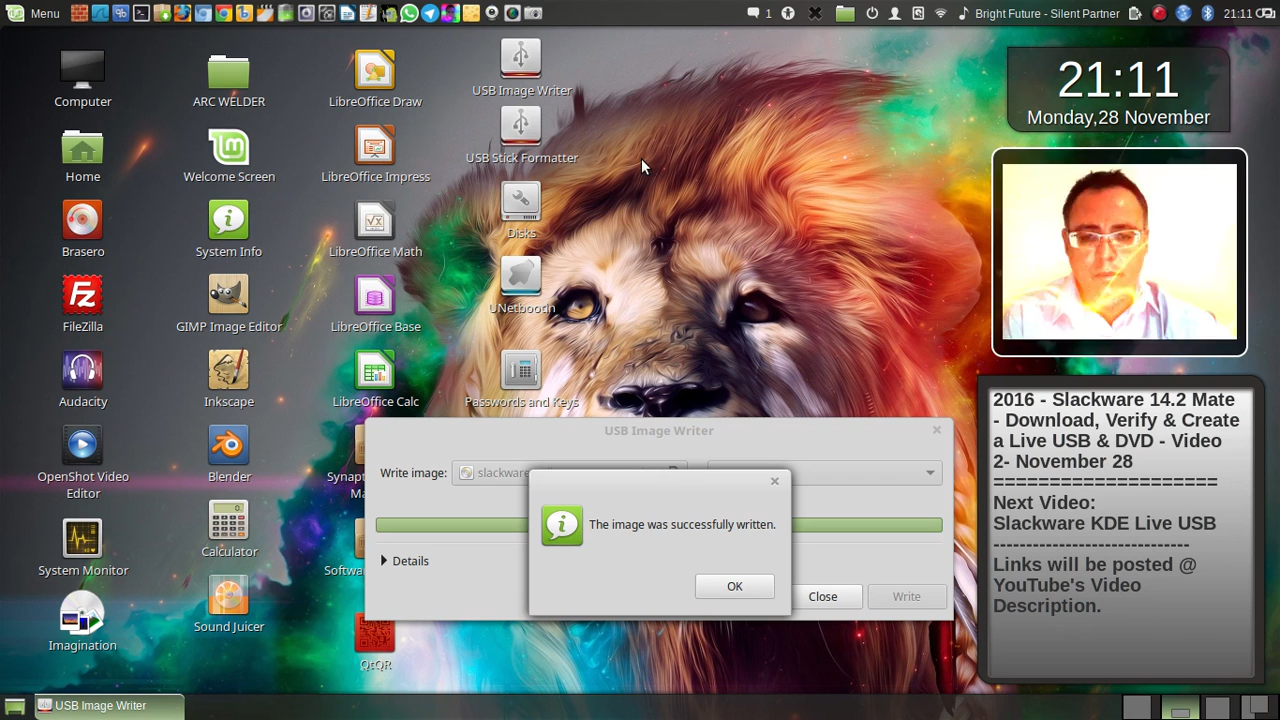 Menu
1
Bright Future - Silent Partner
21:11
Computer
ARC WELDER
LibreOffice Draw
USB Image Writer
Home
Welcome Screen
LibreOffice Impress
USB Stick Formatter
Brasero
System Info
LibreOffice Math
Disks
FileZilla
GIMP Image Editor
LibreOffice Base
UNetbootin
Audacity
Inkscape
LibreOffice Calc
Passwords and Keys
OpenShot Video
Editor
Blender
Synap
Ma
System Monitor
Calculator
Softwa
Imagination
Sound Juicer
QtQR
21:11
Monday,28 November
2016 - Slackware 14.2 Mate
- Download, Verify & Create
a Live USB & DVD - Video
2- November 28
=====================
Next Video:
Slackware KDE Live USB
-----------------------------
Links will be posted @
YouTube's Video
Description.
USB Image Writer
Write image:
slackware
The image was successfully written.
OK
Details
Close
Write
USB Image Writer